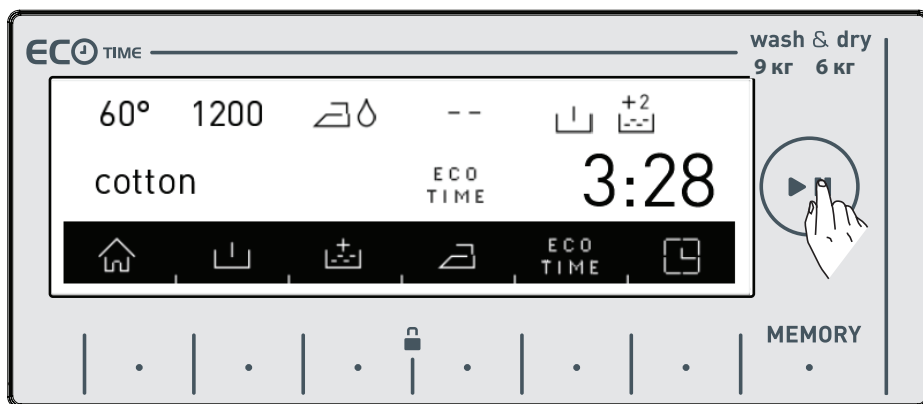 ECO TIME
wash & dry
9 кг 6 кг
60° 1200 -- +2
cotton ECO TIME 3:28
+ ECO TIME
MEMORY